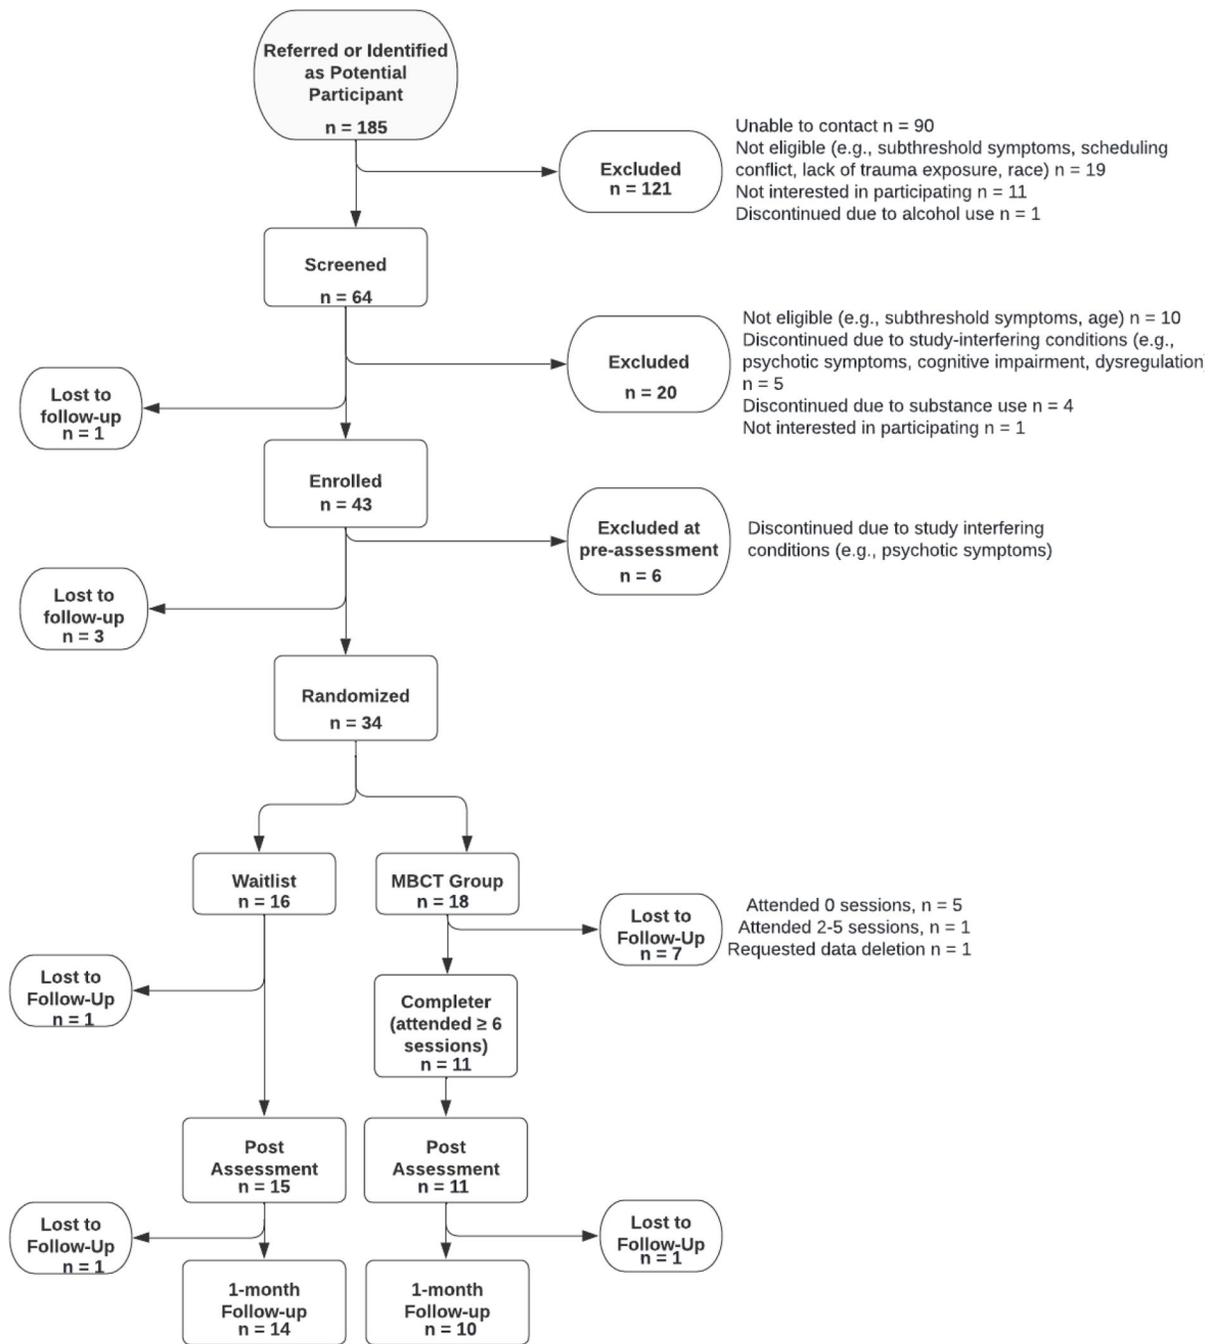 Referred or Identified
as Potential
Participant
n = 185
Excluded
n = 121
Unable to contact n = 90
Not eligible (e.g., subthreshold symptoms, scheduling
conflict, lack of trauma exposure, race) n = 19
Not interested in participating n = 11
Discontinued due to alcohol use n = 1
Screened
n = 64
Excluded
n = 20
Not eligible (e.g., subthreshold symptoms, age) n = 10
Discontinued due to study-interfering conditions (e.g.,
psychotic symptoms, cognitive impairment, dysregulation
n = 5
Discontinued due to substance use n = 4
Not interested in participating n = 1
Lost to
follow-up
n = 1
Enrolled
n = 43
Excluded at
pre-assessment
n = 6
Discontinued due to study interfering
conditions (e.g., psychotic symptoms)
Lost to
follow-up
n = 3
Randomized
n = 34
Waitlist
n = 16
MBCT Group
n = 18
Lost to
Follow-Up
n = 7
Attended 0 sessions, n = 5
Attended 2-5 sessions, n = 1
Requested data deletion n = 1
Lost to
Follow-Up
n = 1
Completer
(attended ≥ 6
sessions)
n = 11
Post
Assessment
n = 15
Post
Assessment
n = 11
Lost to
Follow-Up
n = 1
Lost to
Follow-Up
n = 1
1-month
Follow-up
n = 14
1-month
Follow-up
n = 10